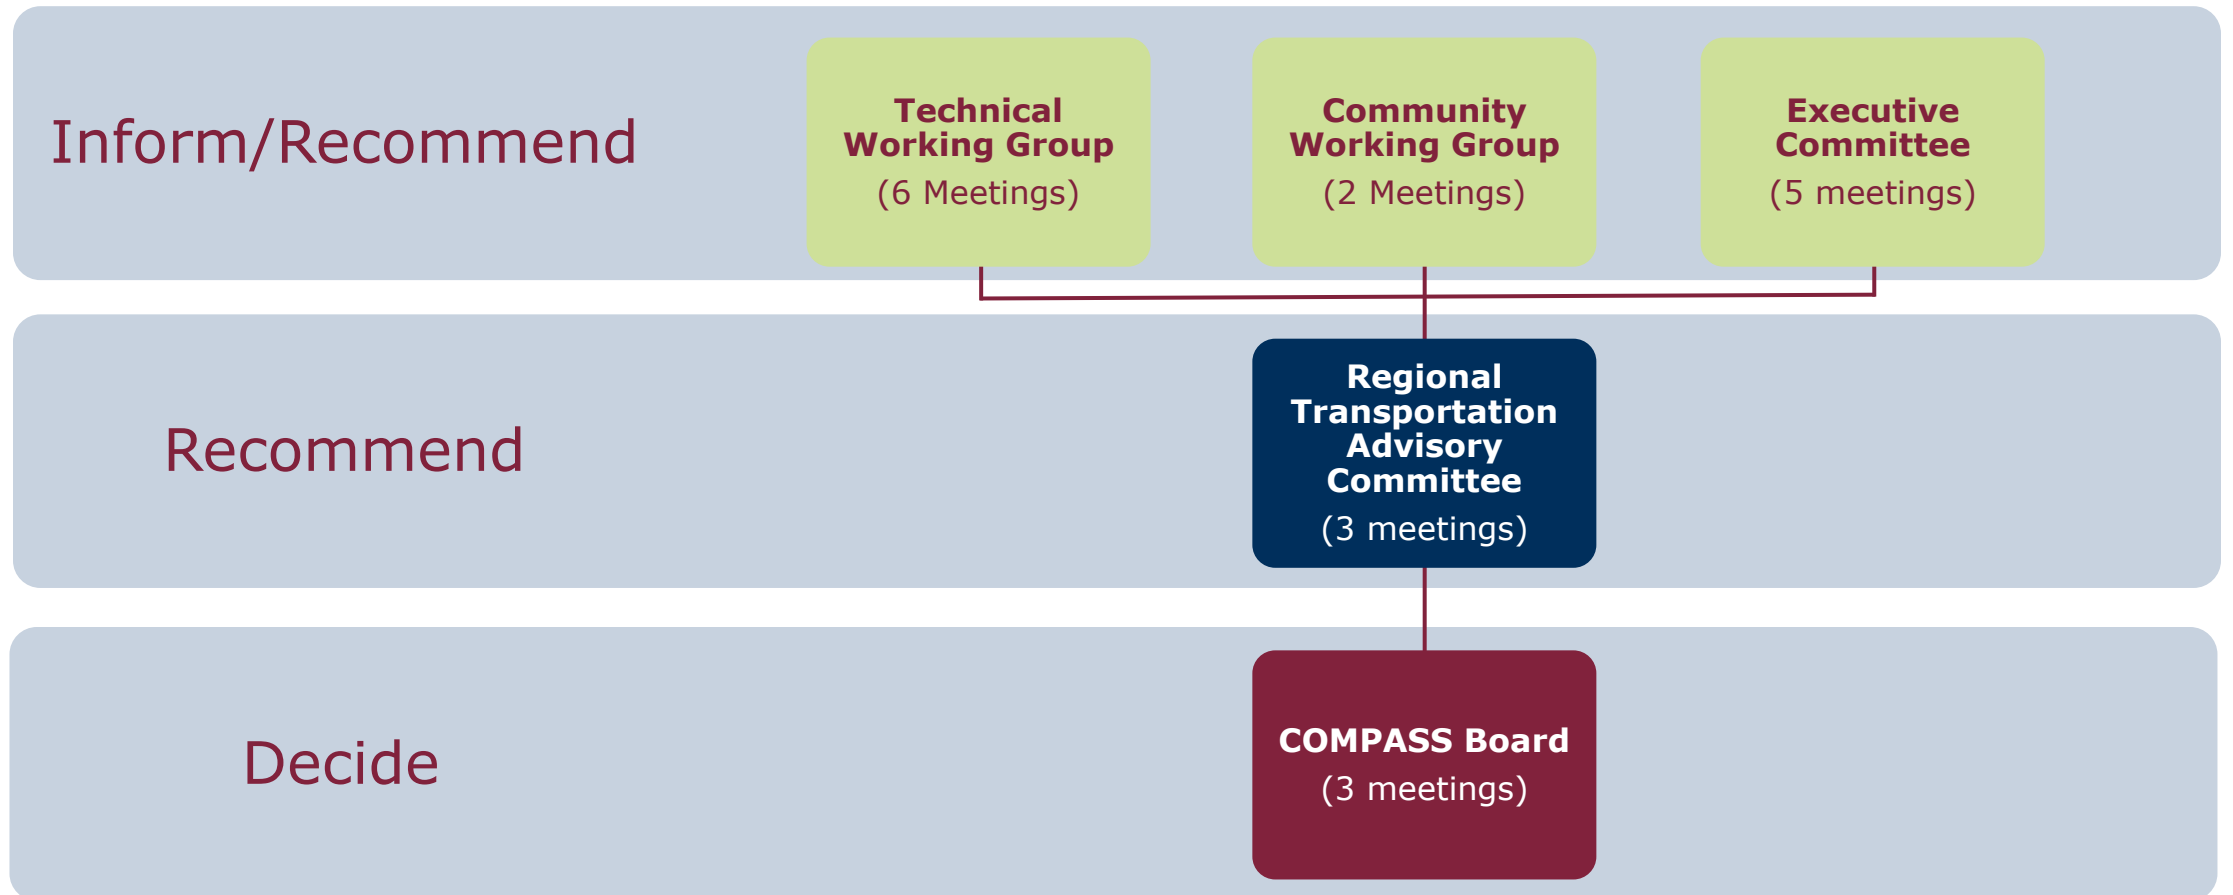 Inform/Recommend
Technical
Working Group
(6 Meetings)
Community
Working Group
(2 Meetings)
Executive
Committee
(5 meetings)
Recommend
Regional
Transportation
Advisory
Committee
(3 meetings)
Decide
COMPASS Board
(3 meetings)